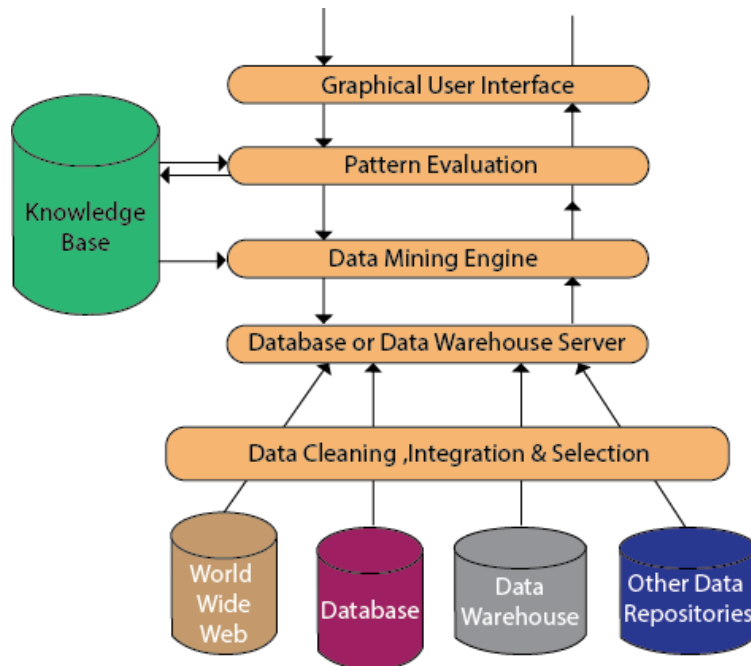 Graphical User Interface
Pattern Evaluation
Knowledge
Base
Data Mining Engine
Database or Data Warehouse Server
Data Cleaning ,Integration & Selection
World
Wide
Web
Database
Data
Warehouse
Other Data
Repositories